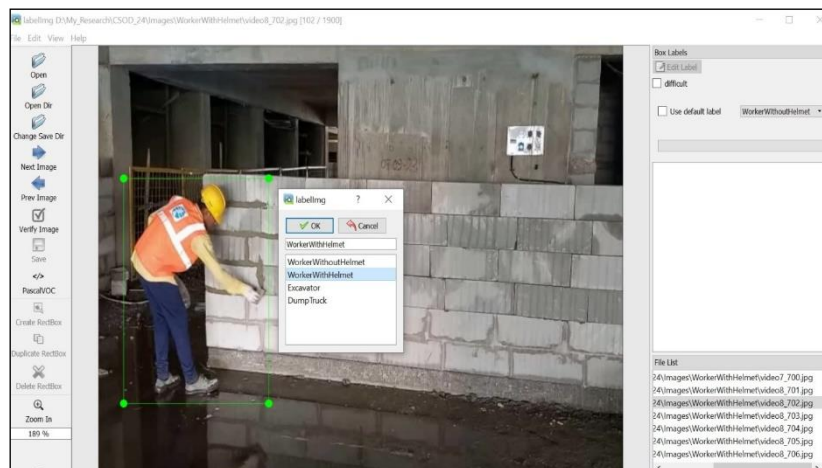 labelImg D:\My_Research\CSOD_24\Images\WorkerWithHelmet\video8_702.jpg [102 / 1900]
File Edit View Help
Open
Open Dir
Change Save Dir
Next Image
Prev Image
Verify Image
Save
</>
PascalVOC
Create RectBox
Duplicate RectBox
Delete RectBox
Zoom In
189 %
labelImg ? 
OK Cancel
WorkerWithHelmet
WorkerWithoutHelmet
WorkerWithHelmet
Excavator
DumpTruck
Box Labels
Edit Label
difficult
Use default label WorkerWithoutHelmet
File List
24\Images\WorkerWithHelmet\video7_700.jpg
24\Images\WorkerWithHelmet\video8_701.jpg
24\Images\WorkerWithHelmet\video8_702.jpg
24\Images\WorkerWithHelmet\video8_703.jpg
24\Images\WorkerWithHelmet\video8_704.jpg
24\Images\WorkerWithHelmet\video8_705.jpg
24\Images\WorkerWithHelmet\video8_706.jpg